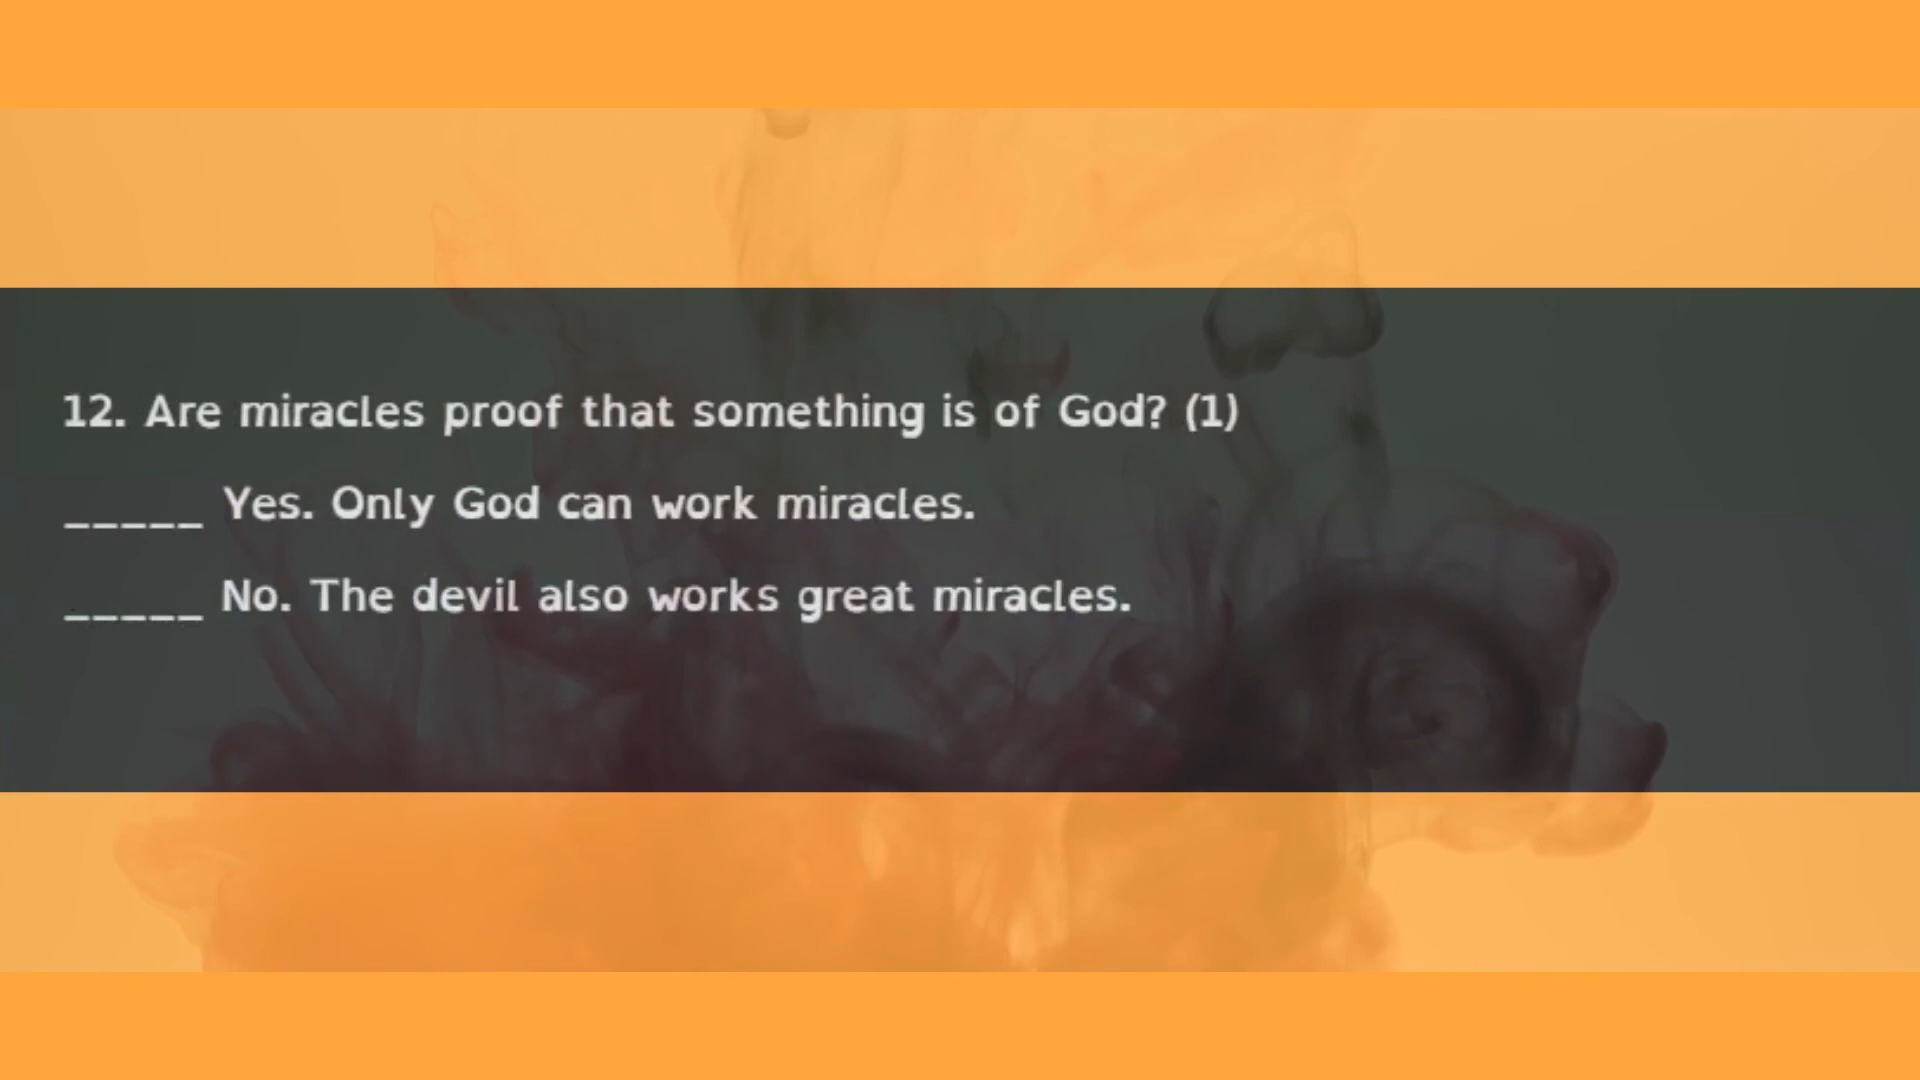 12. Are miracles proof that something is of God? (1)
_____ Yes. Only God can work miracles.
_____ No. The devil also works great miracles.